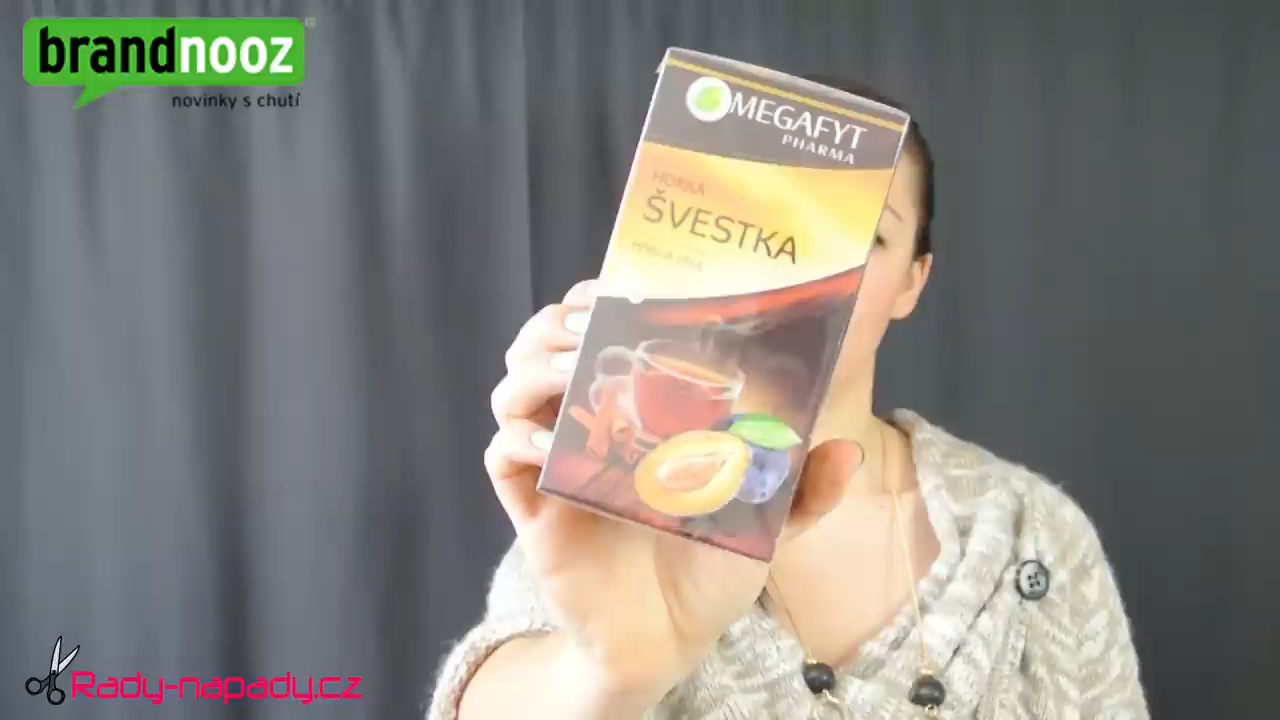 brandnooz
novinky s chutí
MEGAFYT
PHARMA
HORKÁ
ŠVESTKA
Rady-napady.cz